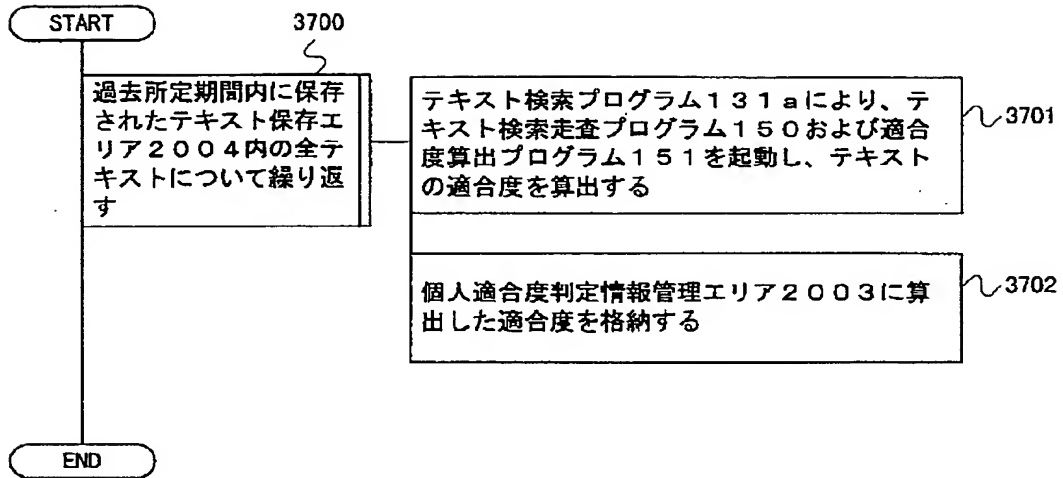 START
3700
過去所定期間内に保存
されたテキスト保存エ
リア2004内の全テ
キストについて繰り返
す
テキスト検索プログラム131aにより、テ
キスト検索走査プログラム150および適合
度算出プログラム151を起動し、テキスト
の適合度を算出する
3701
個人適合度判定情報管理エリア2003に算
出した適合度を格納する
3702
END